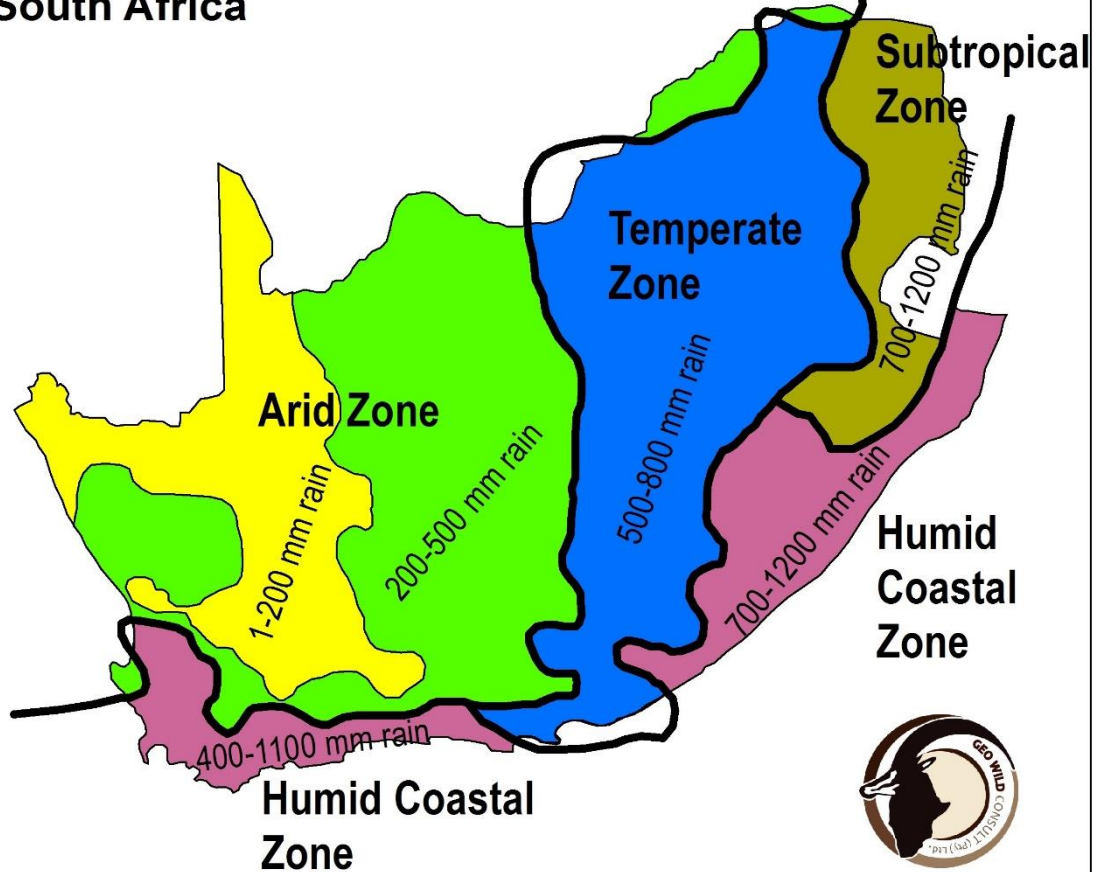 South Africa
Subtropical
Zone
700-1200 mm rain
Temperate
Zone
500-800 mm rain
Arid Zone
1-200 mm rain
200-500 mm rain
700-1200 mm rain
Humid
Coastal
Zone
400-1100 mm rain
Humid Coastal
Zone
GEO WILD CONSULT (Pty) Ltd.